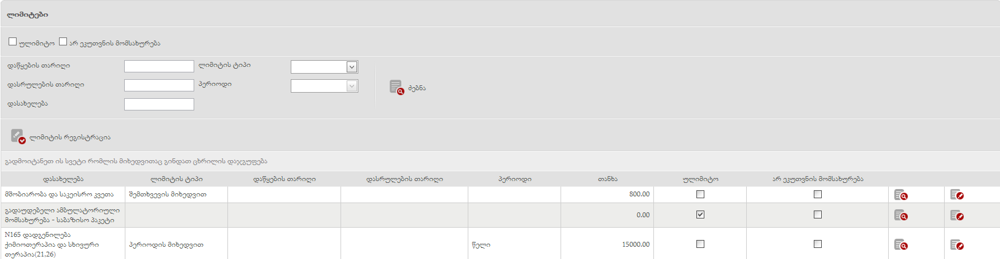 ლიმიტები
ულიმიტო არ ეკუთვნის მომსახურება
დაწყების თარიღი ლიმიტის ტიპი
დასრულების თარიღი პერიოდი
ძებნა
დასახელება
ლიმიტის რეგისტრაცია
გადმოიტანეთ ის სვეტი რომლის მიხედვითაც გინდათ ცხრილის დაჯგუფება
დასახელება ლიმიტის ტიპი დაწყების თარიღი დასრულების თარიღი პერიოდი თანხა ულიმიტო არ ეკუთვნის მომსახურება
მშობიარობა და საკეისრო კვეთა შემთხვევის მიხედვით 800.00
გადაუდებელი ამბულატორიული
მომსახურება - საბაზისო პაკეტი 0.00
N165 დადგენილება
ქიმიოთერაპია და სხივური პერიოდის მიხედვით წელი 15000.00
თერაპია(21,26)